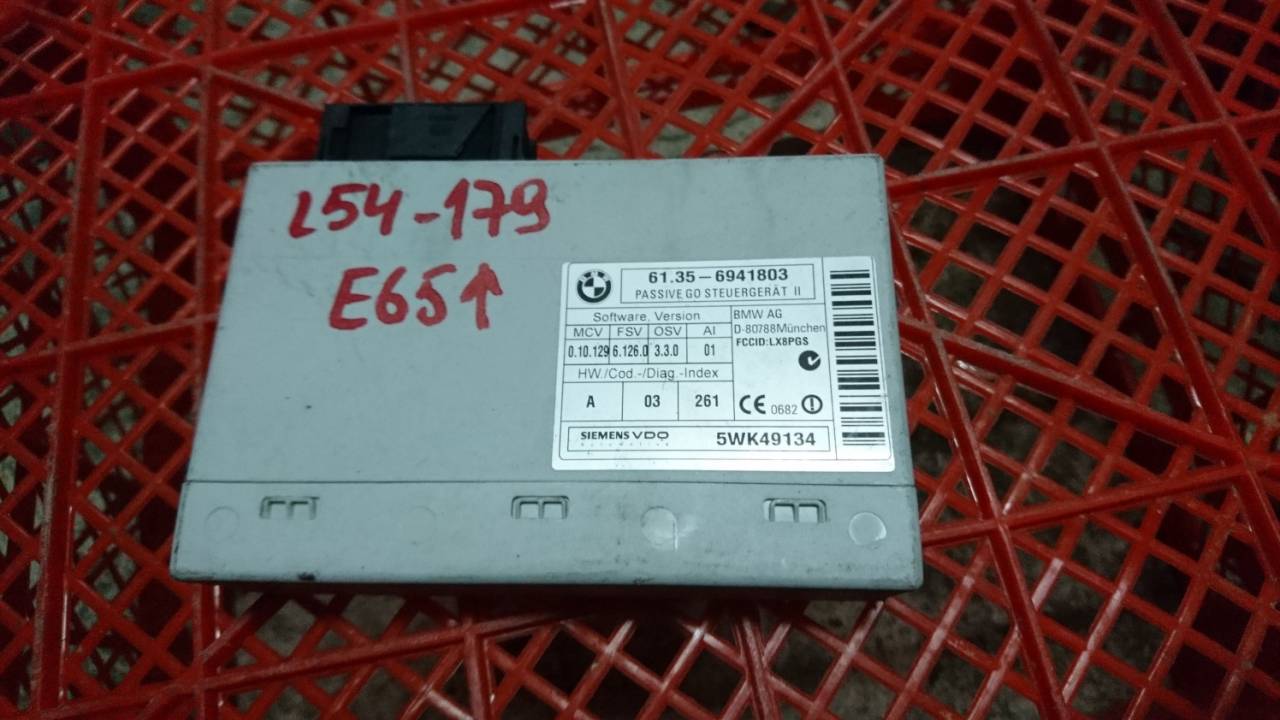 L54-179
E65↑
61.35-6941803
PASSIVE GO STEUERGERÄT II
Software. Version
MCV FSV OSV AI
0.10.129 6.126.0 3.3.0 01
HW./Cod.-/Diag.-Index
A 03 261
BMW AG
D-80788München
FCCID:LX8PGS
CE 0682
SIEMENS VDO
Automotive
5WK49134